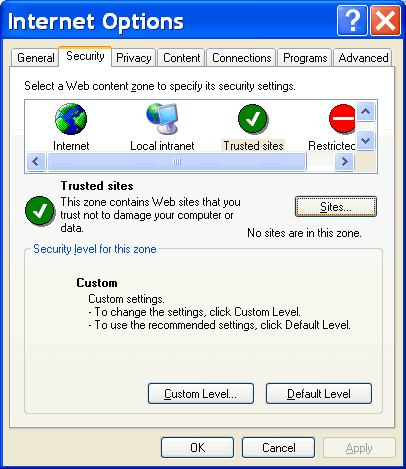 Internet Options
General Security Privacy Content Connections Programs Advanced
Select a Web content zone to specify its security settings.
Internet Local intranet Trusted sites Restricted
Trusted sites
This zone contains Web sites that you
trust not to damage your computer or
data.
Sites...
No sites are in this zone.
Security level for this zone
Custom
Custom settings.
- To change the settings, click Custom Level.
- To use the recommended settings, click Default Level.
Custom Level... Default Level
OK Cancel Apply